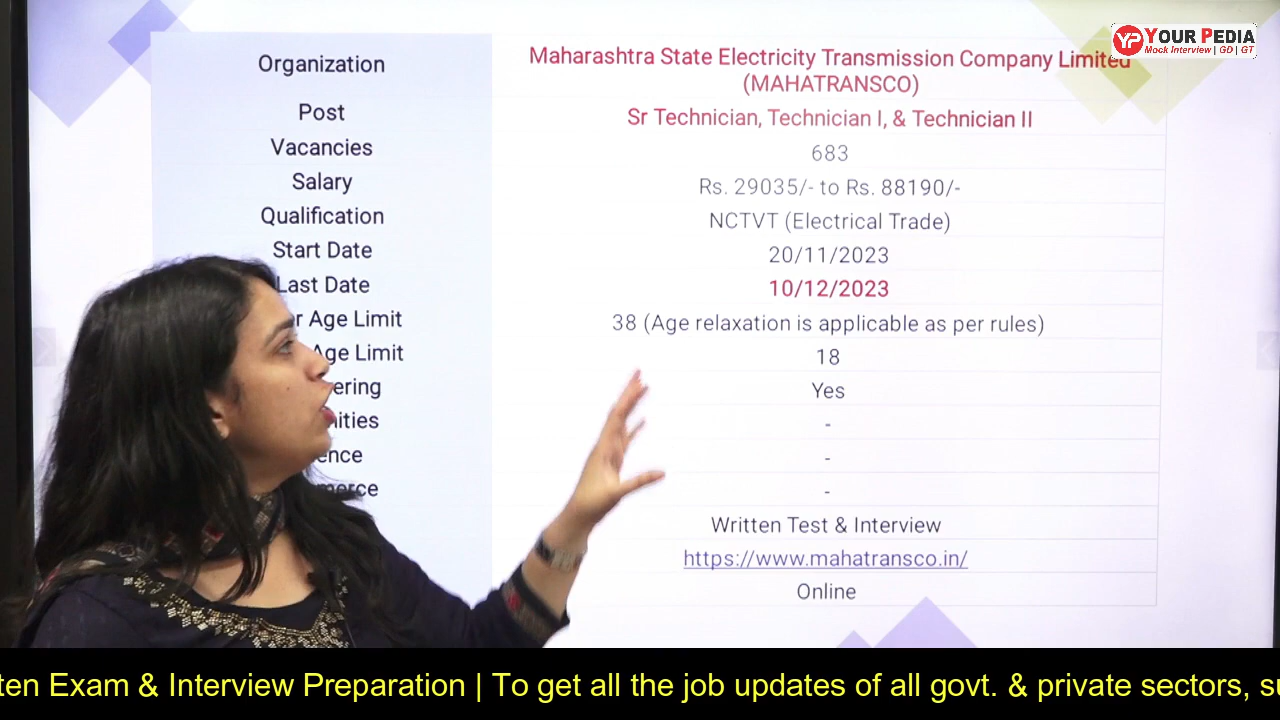 YP YOUR PEDIA
Mock Interview | GD | GT
Organization Maharashtra State Electricity Transmission Company Limited
(MAHATRANSCO)
Post Sr Technician, Technician I, & Technician II
Vacancies 683
Salary Rs. 29035/- to Rs. 88190/-
Qualification NCTVT (Electrical Trade)
Start Date 20/11/2023
Last Date 10/12/2023
Age Limit 38 (Age relaxation is applicable as per rules)
Age Limit 18
Yes
-
-
-
Written Test & Interview
https://www.mahatransco.in/
Online
Exam & Interview Preparation | To get all the job updates of all govt. & private sectors,